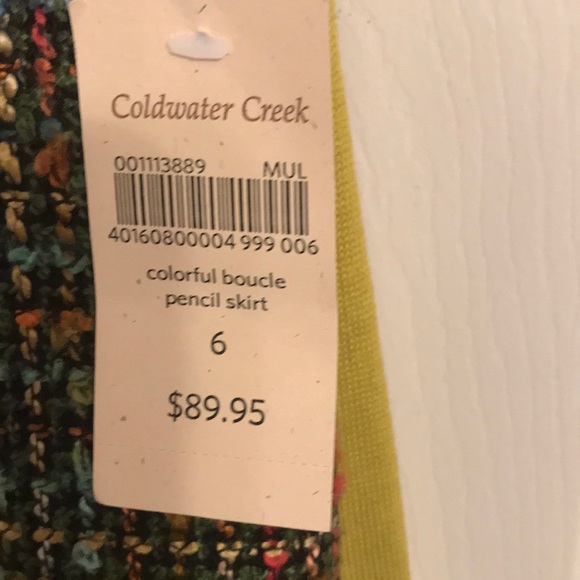 Coldwater Creek
001113889 MUL
40160800004 999 006
colorful boucle
pencil skirt
6
$89.95